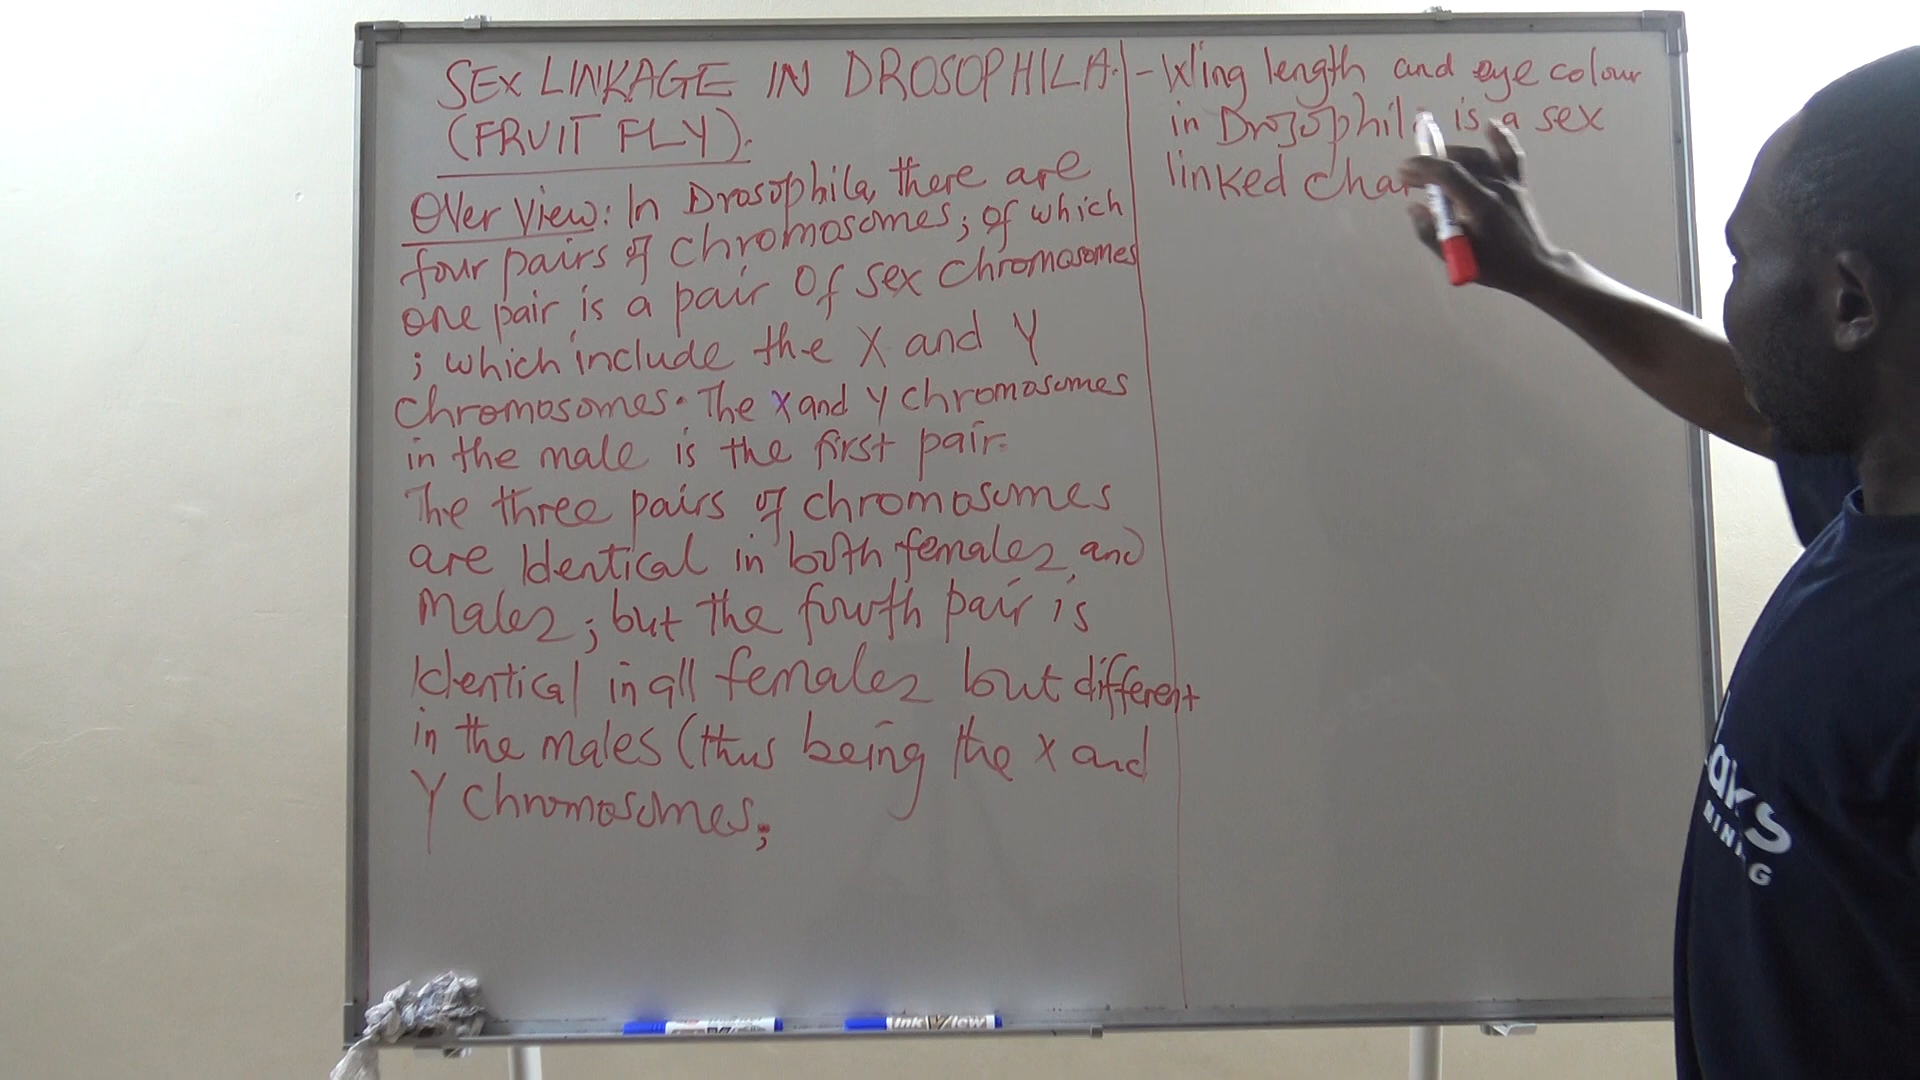 SEX LINKAGE IN DROSOPHILA.
(FRUIT FLY).
Over View: In Drosophila, there are
four pairs of chromosomes; of which
one pair is a pair of sex chromosomes
; which include the X and Y
chromosomes. The X and Y chromosomes
in the male is the first pair.
The three pairs of chromosomes
are Identical in both females and
Males; but the fourth pair is
Identical in all females but different
in the males (thus being the X and
Y chromosomes;
- Wing length and eye colour
in Drosophila is a sex
linked
Ink View